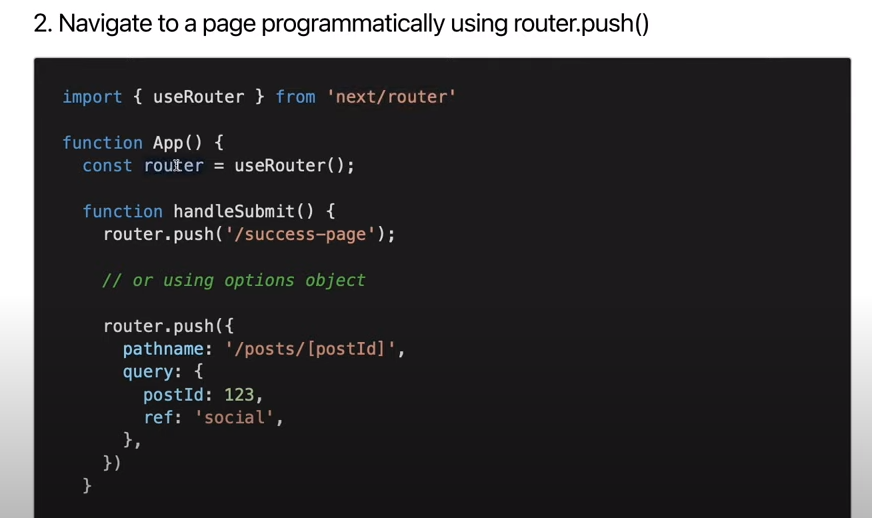 2. Navigate to a page programmatically using router.push()
import { useRouter } from 'next/router'
function App() {
const router = useRouter();
function handleSubmit() {
router.push('/success-page');
// or using options object
router.push({
pathname: '/posts/[postId]',
query: {
postId: 123,
ref: 'social',
},
})
}